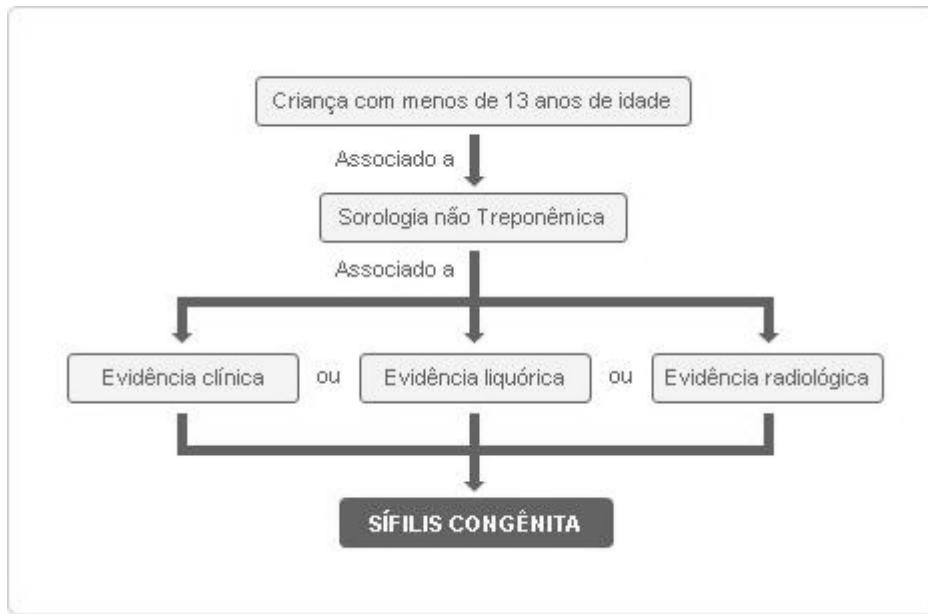 Criança com menos de 13 anos de idade
Associado a
Sorologia não Treponêmica
Associado a
Evidência clínica ou Evidência liquórica ou Evidência radiológica
SÍFILIS CONGÊNITA